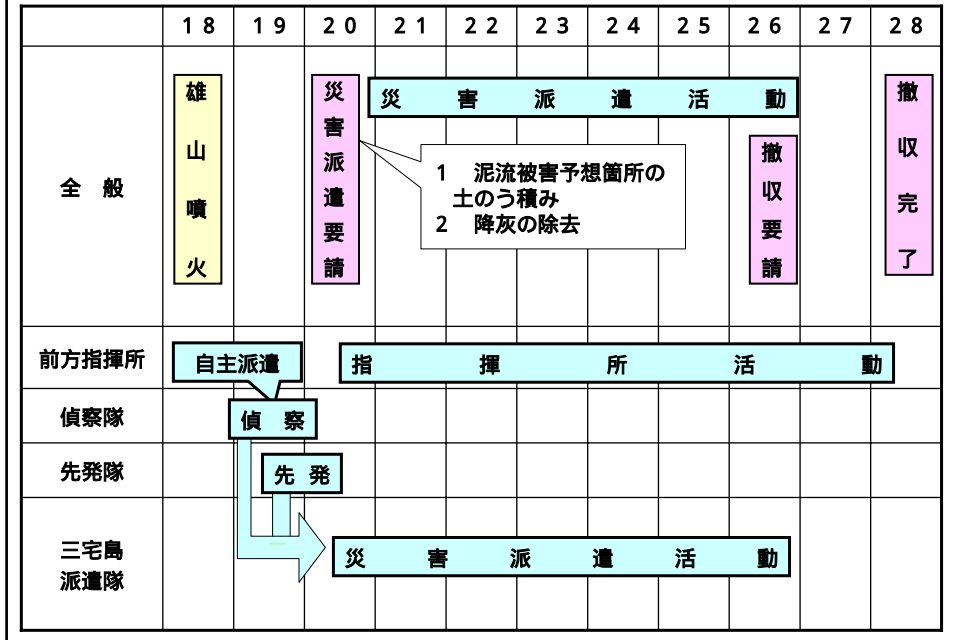 18 19 20 21 22 23 24 25 26 27 28
全 般
雄山噴火
災害派遣要請
災害派遣活動
1 泥流被害予想箇所の
土のう積み
2 降灰の除去
撤収要請
撤収完了
前方指揮所
自主派遣
指揮所活動
偵察隊
偵 察
先発隊
先 発
三宅島
派遣隊
災害派遣活動